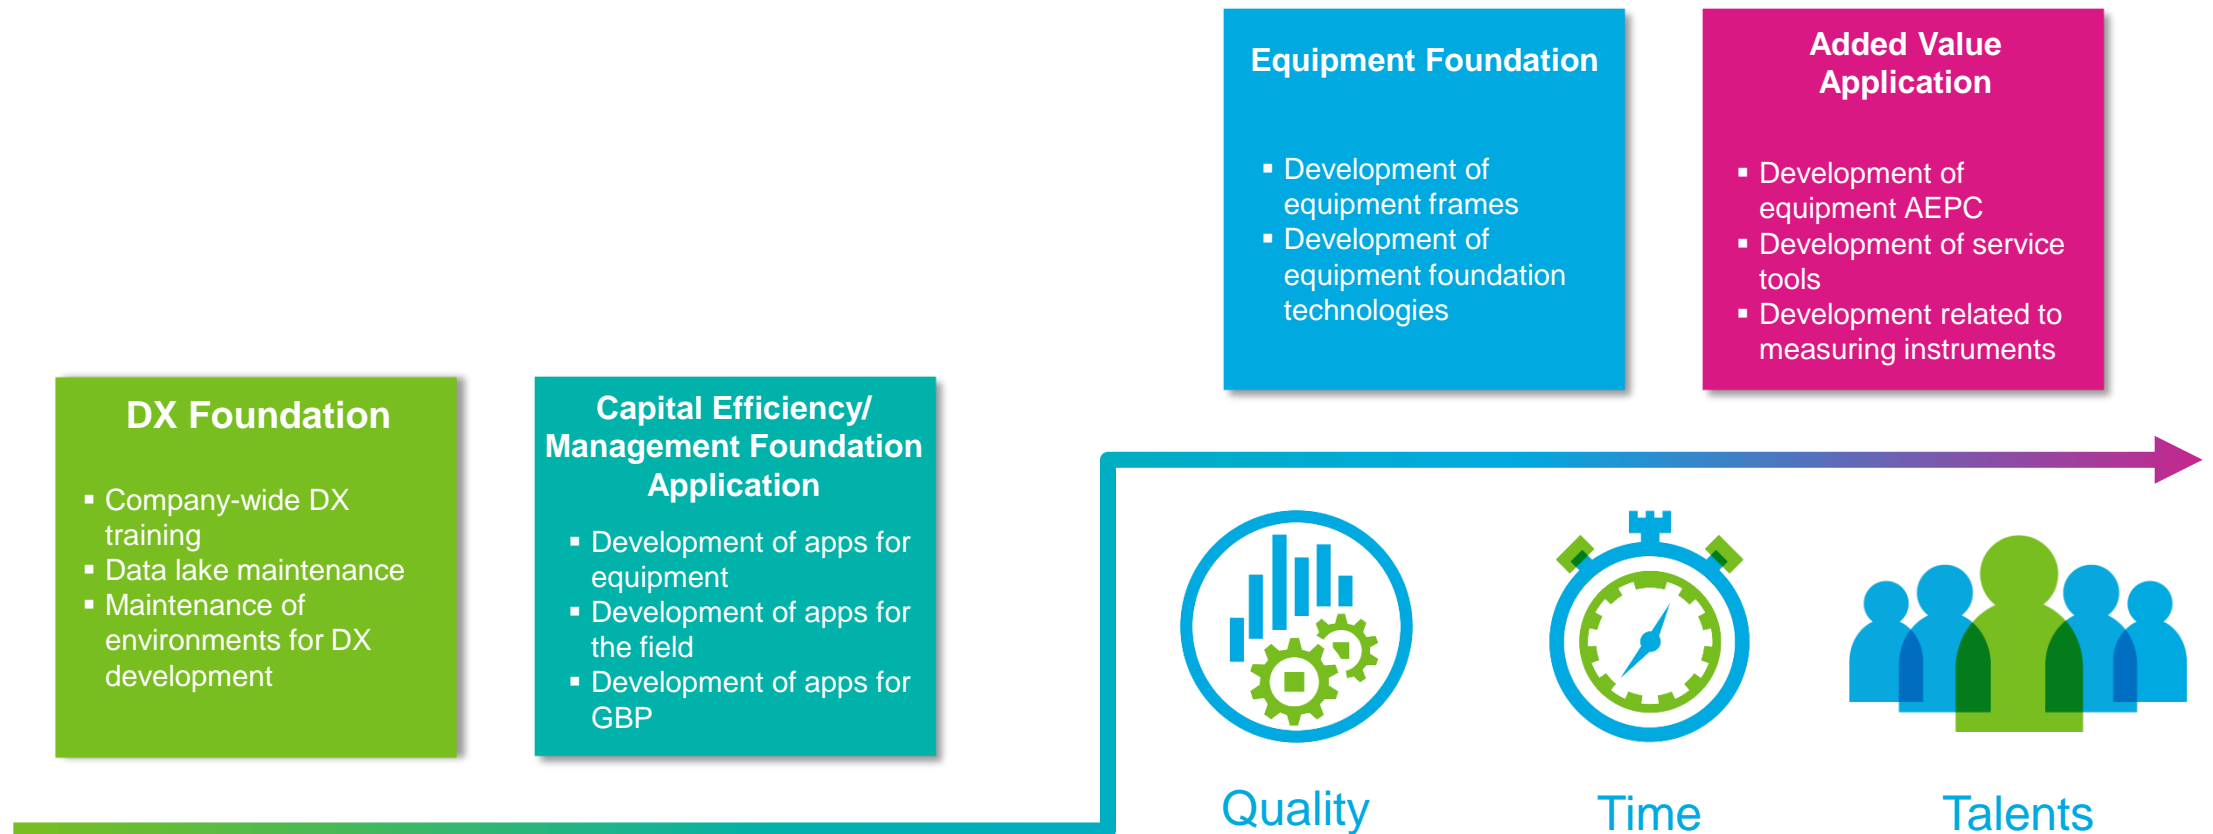 Equipment Foundation
▪ Development of
equipment frames
▪ Development of
equipment foundation
technologies
Added Value
Application
▪ Development of
equipment AEPC
▪ Development of service
tools
▪ Development related to
measuring instruments
DX Foundation
▪ Company-wide DX
training
▪ Data lake maintenance
▪ Maintenance of
environments for DX
development
Capital Efficiency/
Management Foundation
Application
▪ Development of apps for
equipment
▪ Development of apps for
the field
▪ Development of apps for
GBP
Quality
Time
Talents